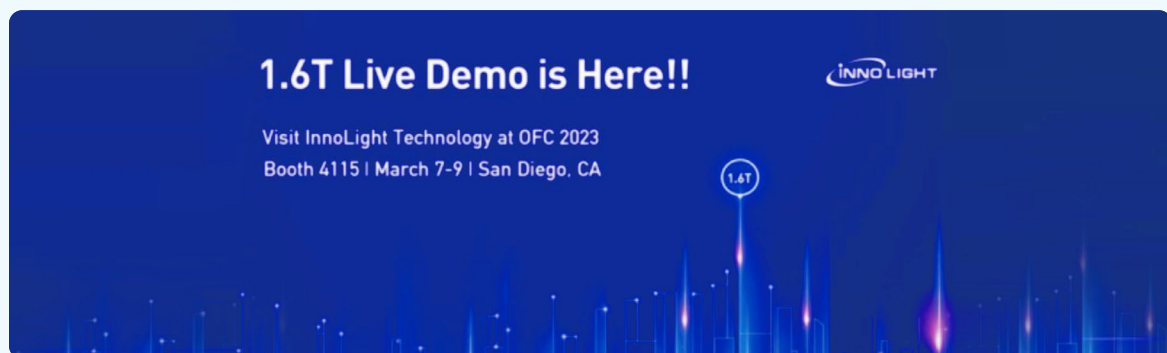 1.6T Live Demo is Here!!
INNOLIGHT
Visit InnoLight Technology at OFC 2023
Booth 4115 | March 7-9 | San Diego, CA
1.6T